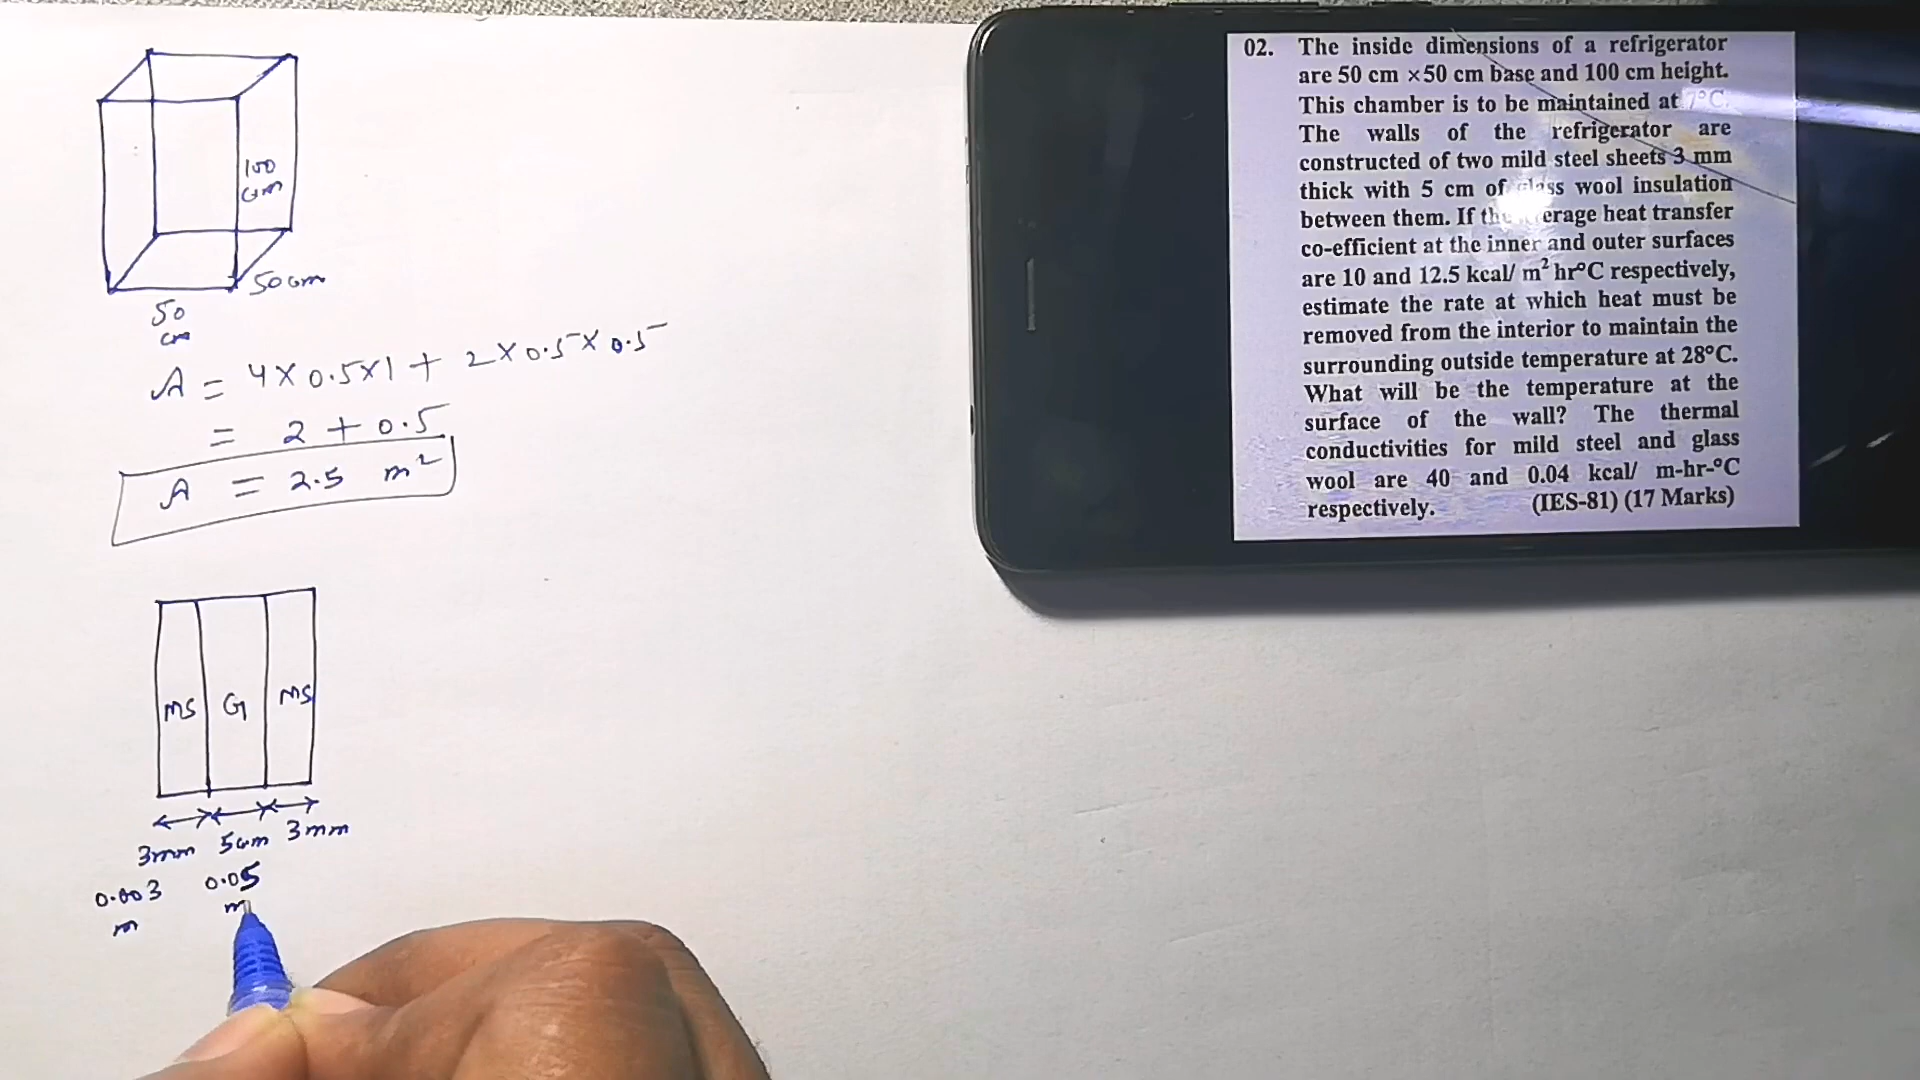 100
cm
50 cm
50
cm
A = 4 × 0.5 × 1 + 2 × 0.5 × 0.5
= 2 + 0.5
A = 2.5 m²
MS G MS
3mm 5cm 3mm
0.003 0.05
m m
02. The inside dimensions of a refrigerator
are 50 cm ×50 cm base and 100 cm height.
This chamber is to be maintained at 7°C.
The walls of the refrigerator are
constructed of two mild steel sheets 3 mm
thick with 5 cm of glass wool insulation
between them. If the heat transfer
co-efficient at the inner and outer surfaces
are 10 and 12.5 kcal/ m² hr°C respectively,
estimate the rate at which heat must be
removed from the interior to maintain the
surrounding outside temperature at 28°C.
What will be the temperature at the
surface of the wall? The thermal
conductivities for mild steel and glass
wool are 40 and 0.04 kcal/ m-hr-°C
respectively. (IES-81) (17 Marks)